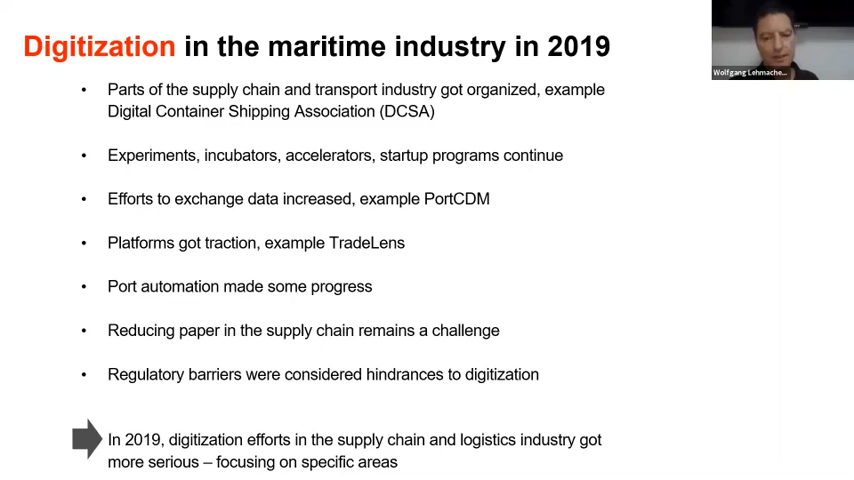 Digitization in the maritime industry in 2019
Wolfgang Lehmache...
• Parts of the supply chain and transport industry got organized, example
Digital Container Shipping Association (DCSA)
• Experiments, incubators, accelerators, startup programs continue
• Efforts to exchange data increased, example PortCDM
• Platforms got traction, example TradeLens
• Port automation made some progress
• Reducing paper in the supply chain remains a challenge
• Regulatory barriers were considered hindrances to digitization
In 2019, digitization efforts in the supply chain and logistics industry got
more serious – focusing on specific areas